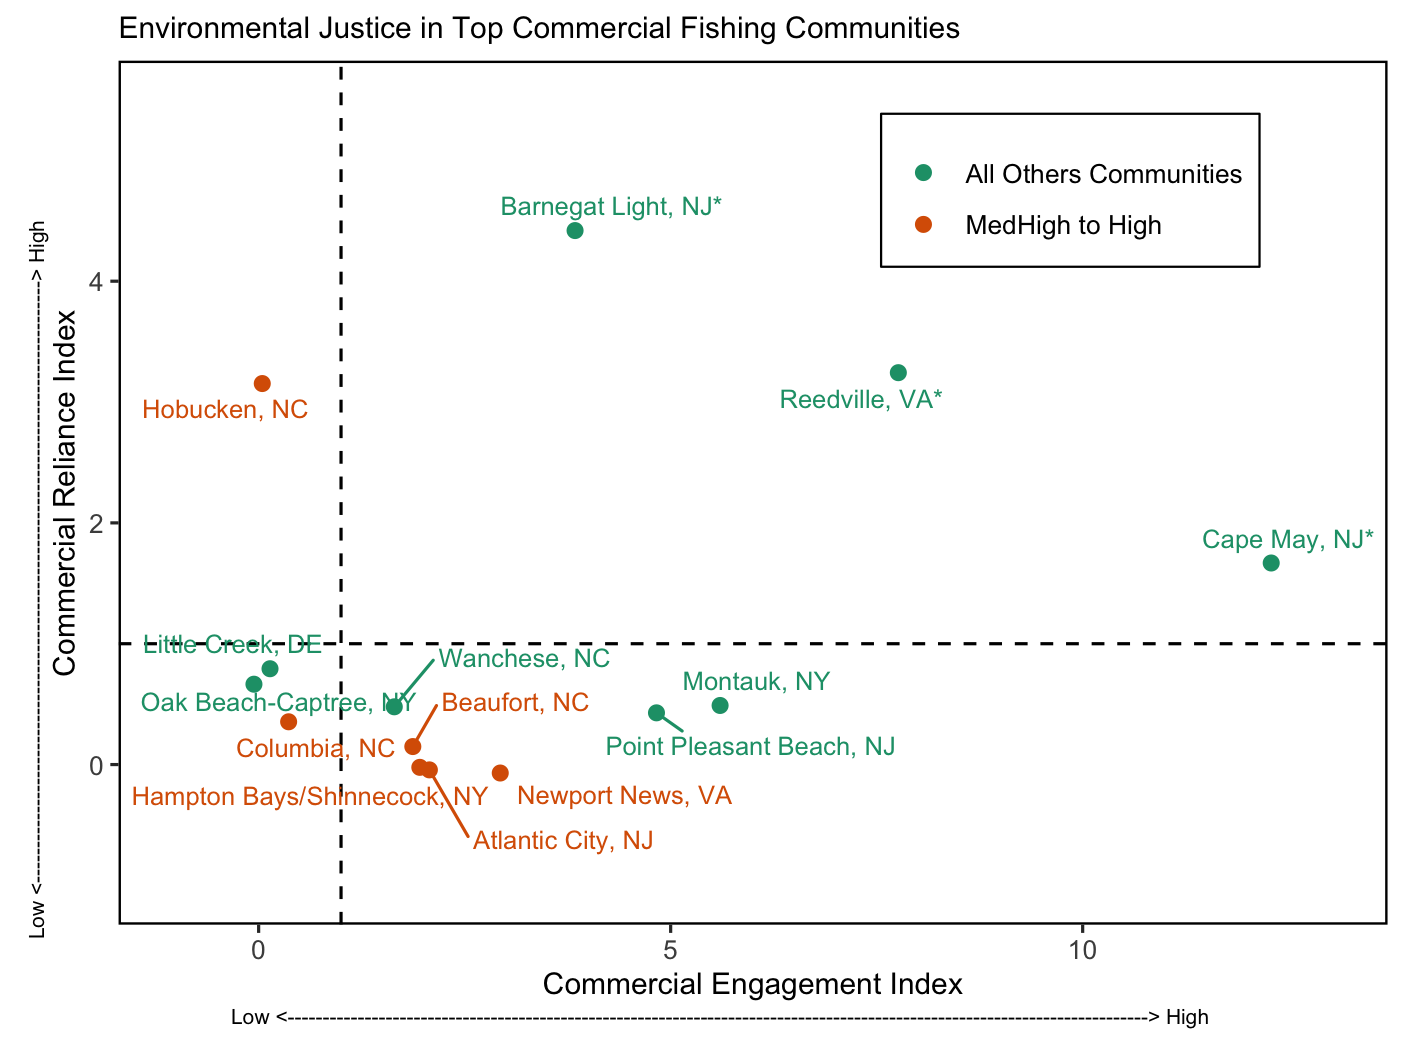 Environmental Justice in Top Commercial Fishing Communities
All Others Communities
MedHigh to High
Barnegat Light, NJ*
Hobucken, NC
Reedville, VA*
Cape May, NJ*
Little Creek, DE
Wanchese, NC
Montauk, NY
Oak Beach-Captree, NY
Beaufort, NC
Columbia, NC
Point Pleasant Beach, NJ
Hampton Bays/Shinnecock, NY
Newport News, VA
Atlantic City, NJ
4
2
0
Commercial Reliance Index
Low <--------------------------------------------------------------------------------> High
0 5 10
Commercial Engagement Index
Low <--------------------------------------------------------------------------------------------------------------------------> High